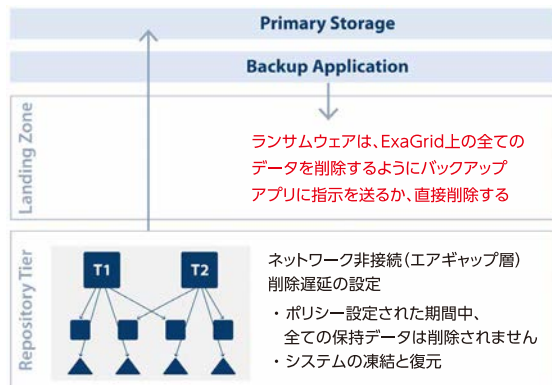 Primary Storage
Backup Application
Landing Zone
ランサムウェアは、ExaGrid上の全ての
データを削除するようにバックアップ
アプリに指示を送るか、直接削除する
Repository Tier
T1
T2
ネットワーク非接続(エアギャップ層)
削除遅延の設定
・ポリシー設定された期間中、
全ての保持データは削除されません
・システムの凍結と復元